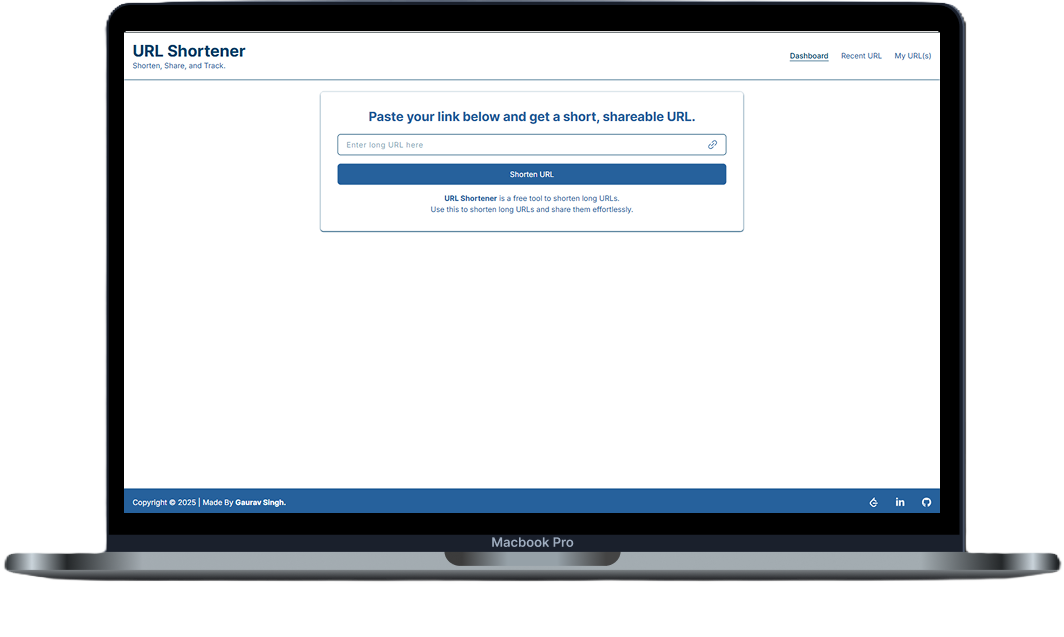 URL Shortener
Shorten, Share, and Track.
Dashboard Recent URL My URL(s)
Paste your link below and get a short, shareable URL.
Enter long URL here
Shorten URL
URL Shortener is a free tool to shorten long URLs.
Use this to shorten long URLs and share them effortlessly.
Copyright © 2025 | Made By Gaurav Singh.
in
Macbook Pro